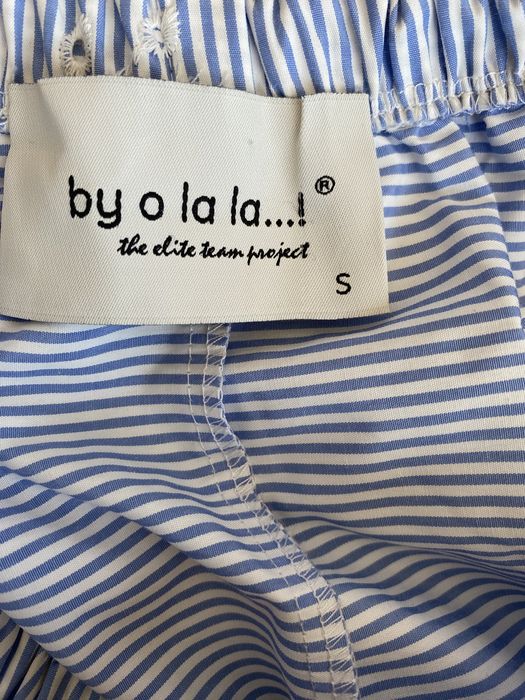 by o la la...!®
the elite team project
S